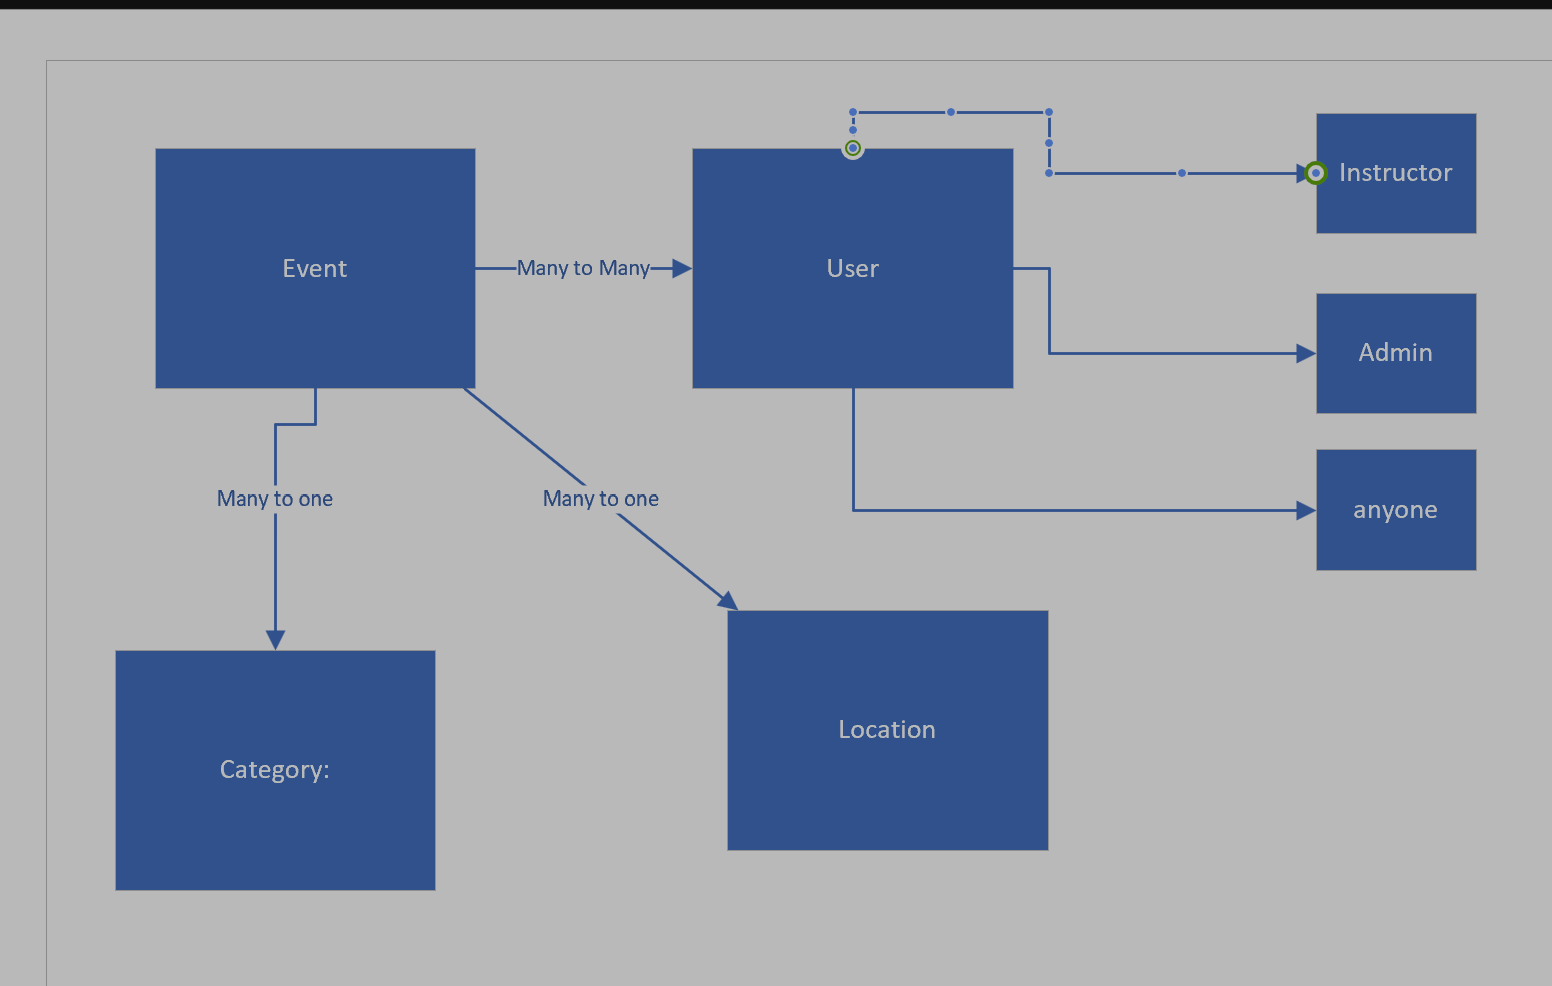 Instructor
Event
Many to Many
User
Admin
Many to one
Many to one
anyone
Location
Category: